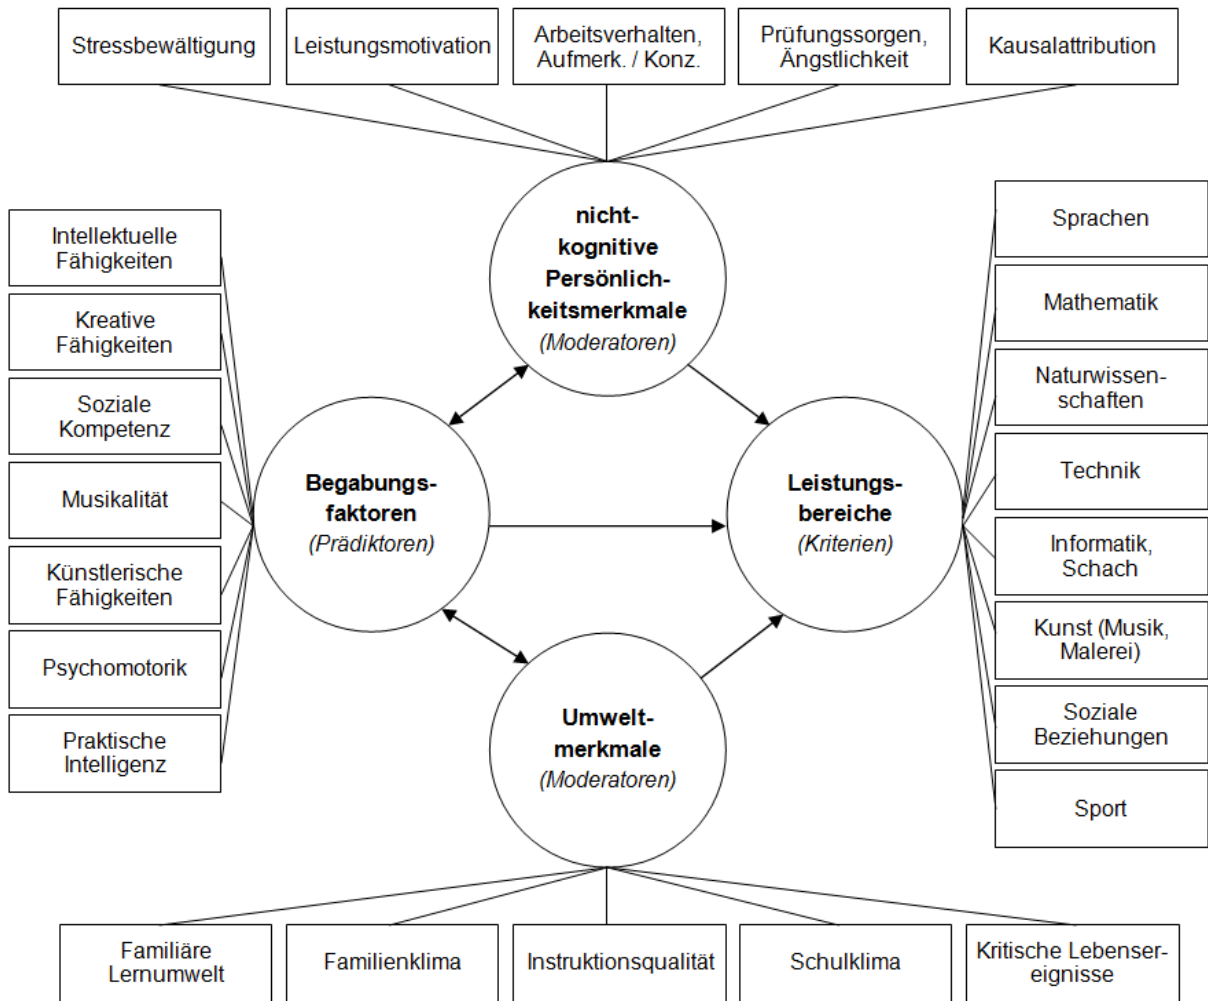 Stressbewältigung
Leistungsmotivation
Arbeitsverhalten,
Aufmerk. / Konz.
Prüfungssorgen,
Ängstlichkeit
Kausalattribution
nicht-
kognitive
Persönlich-
keitsmerkmale
(Moderatoren)
Intellektuelle
Fähigkeiten
Kreative
Fähigkeiten
Soziale
Kompetenz
Musikalität
Künstlerische
Fähigkeiten
Psychomotorik
Praktische
Intelligenz
Begabungs-
faktoren
(Prädiktoren)
Leistungs-
bereiche
(Kriterien)
Sprachen
Mathematik
Naturwissen-
schaften
Technik
Informatik,
Schach
Kunst (Musik,
Malerei)
Soziale
Beziehungen
Sport
Umwelt-
merkmale
(Moderatoren)
Familiäre
Lernumwelt
Familienklima
Instruktionsqualität
Schulklima
Kritische Lebenser-
eignisse